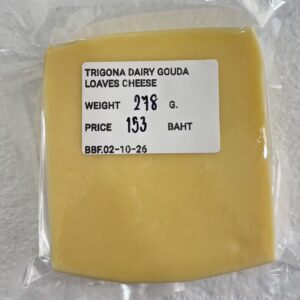 TRIGONA DAIRY GOUDA
LOAVES CHEESE
WEIGHT 278 G.
PRICE 153 BAHT
BBF.02-10-26